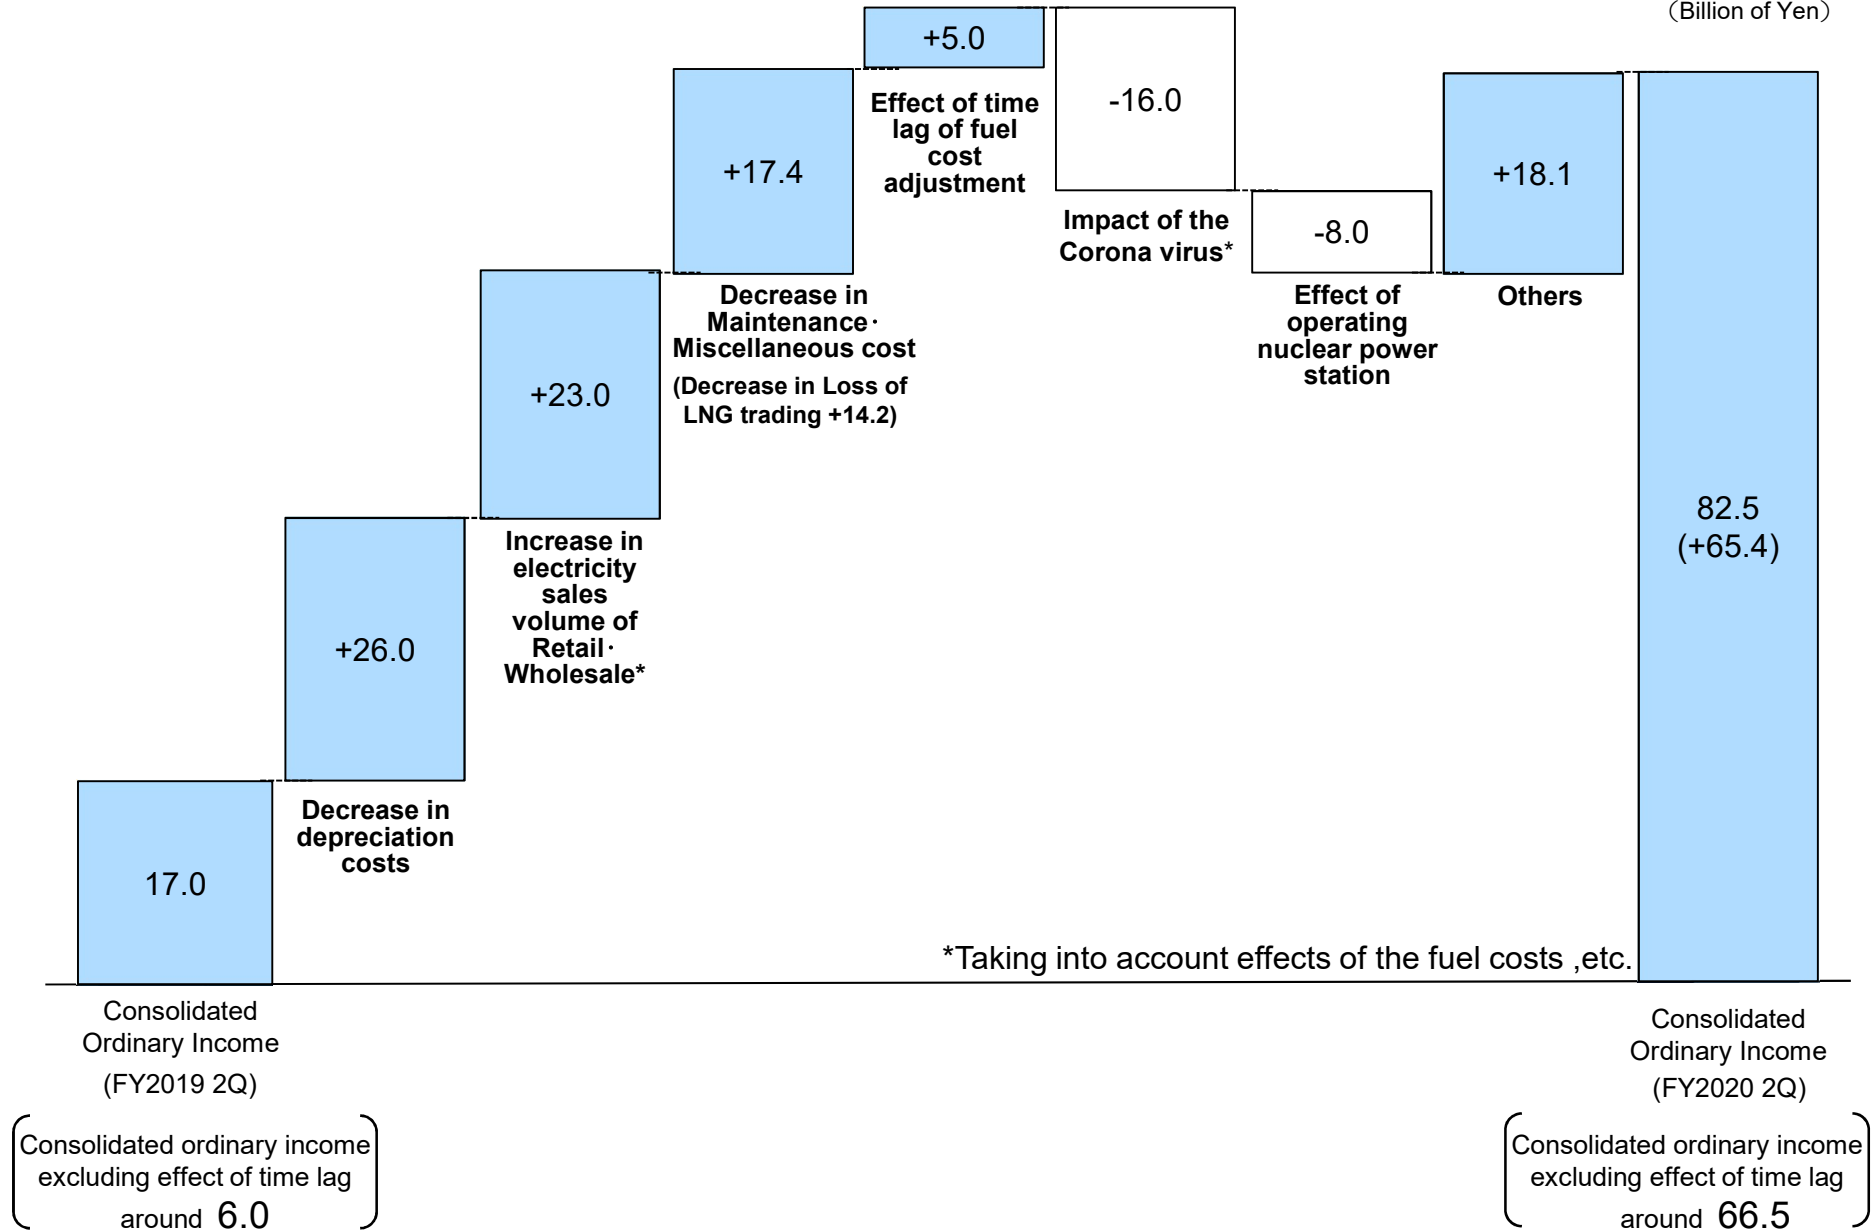 （Billion of Yen）
+5.0
Effect of time
lag of fuel
cost
adjustment
-16.0
Impact of the
Corona virus*
+17.4
Decrease in
Maintenance･
Miscellaneous cost
(Decrease in Loss of
LNG trading +14.2)
-8.0
Effect of
operating
nuclear power
station
+18.1
Others
+23.0
Increase in
electricity
sales
volume of
Retail･
Wholesale*
+26.0
Decrease in
depreciation
costs
17.0
82.5
(+65.4)
*Taking into account effects of the fuel costs ,etc.
Consolidated
Ordinary Income
(FY2019 2Q)
Consolidated ordinary income
excluding effect of time lag
around 6.0
Consolidated
Ordinary Income
(FY2020 2Q)
Consolidated ordinary income
excluding effect of time lag
around 66.5